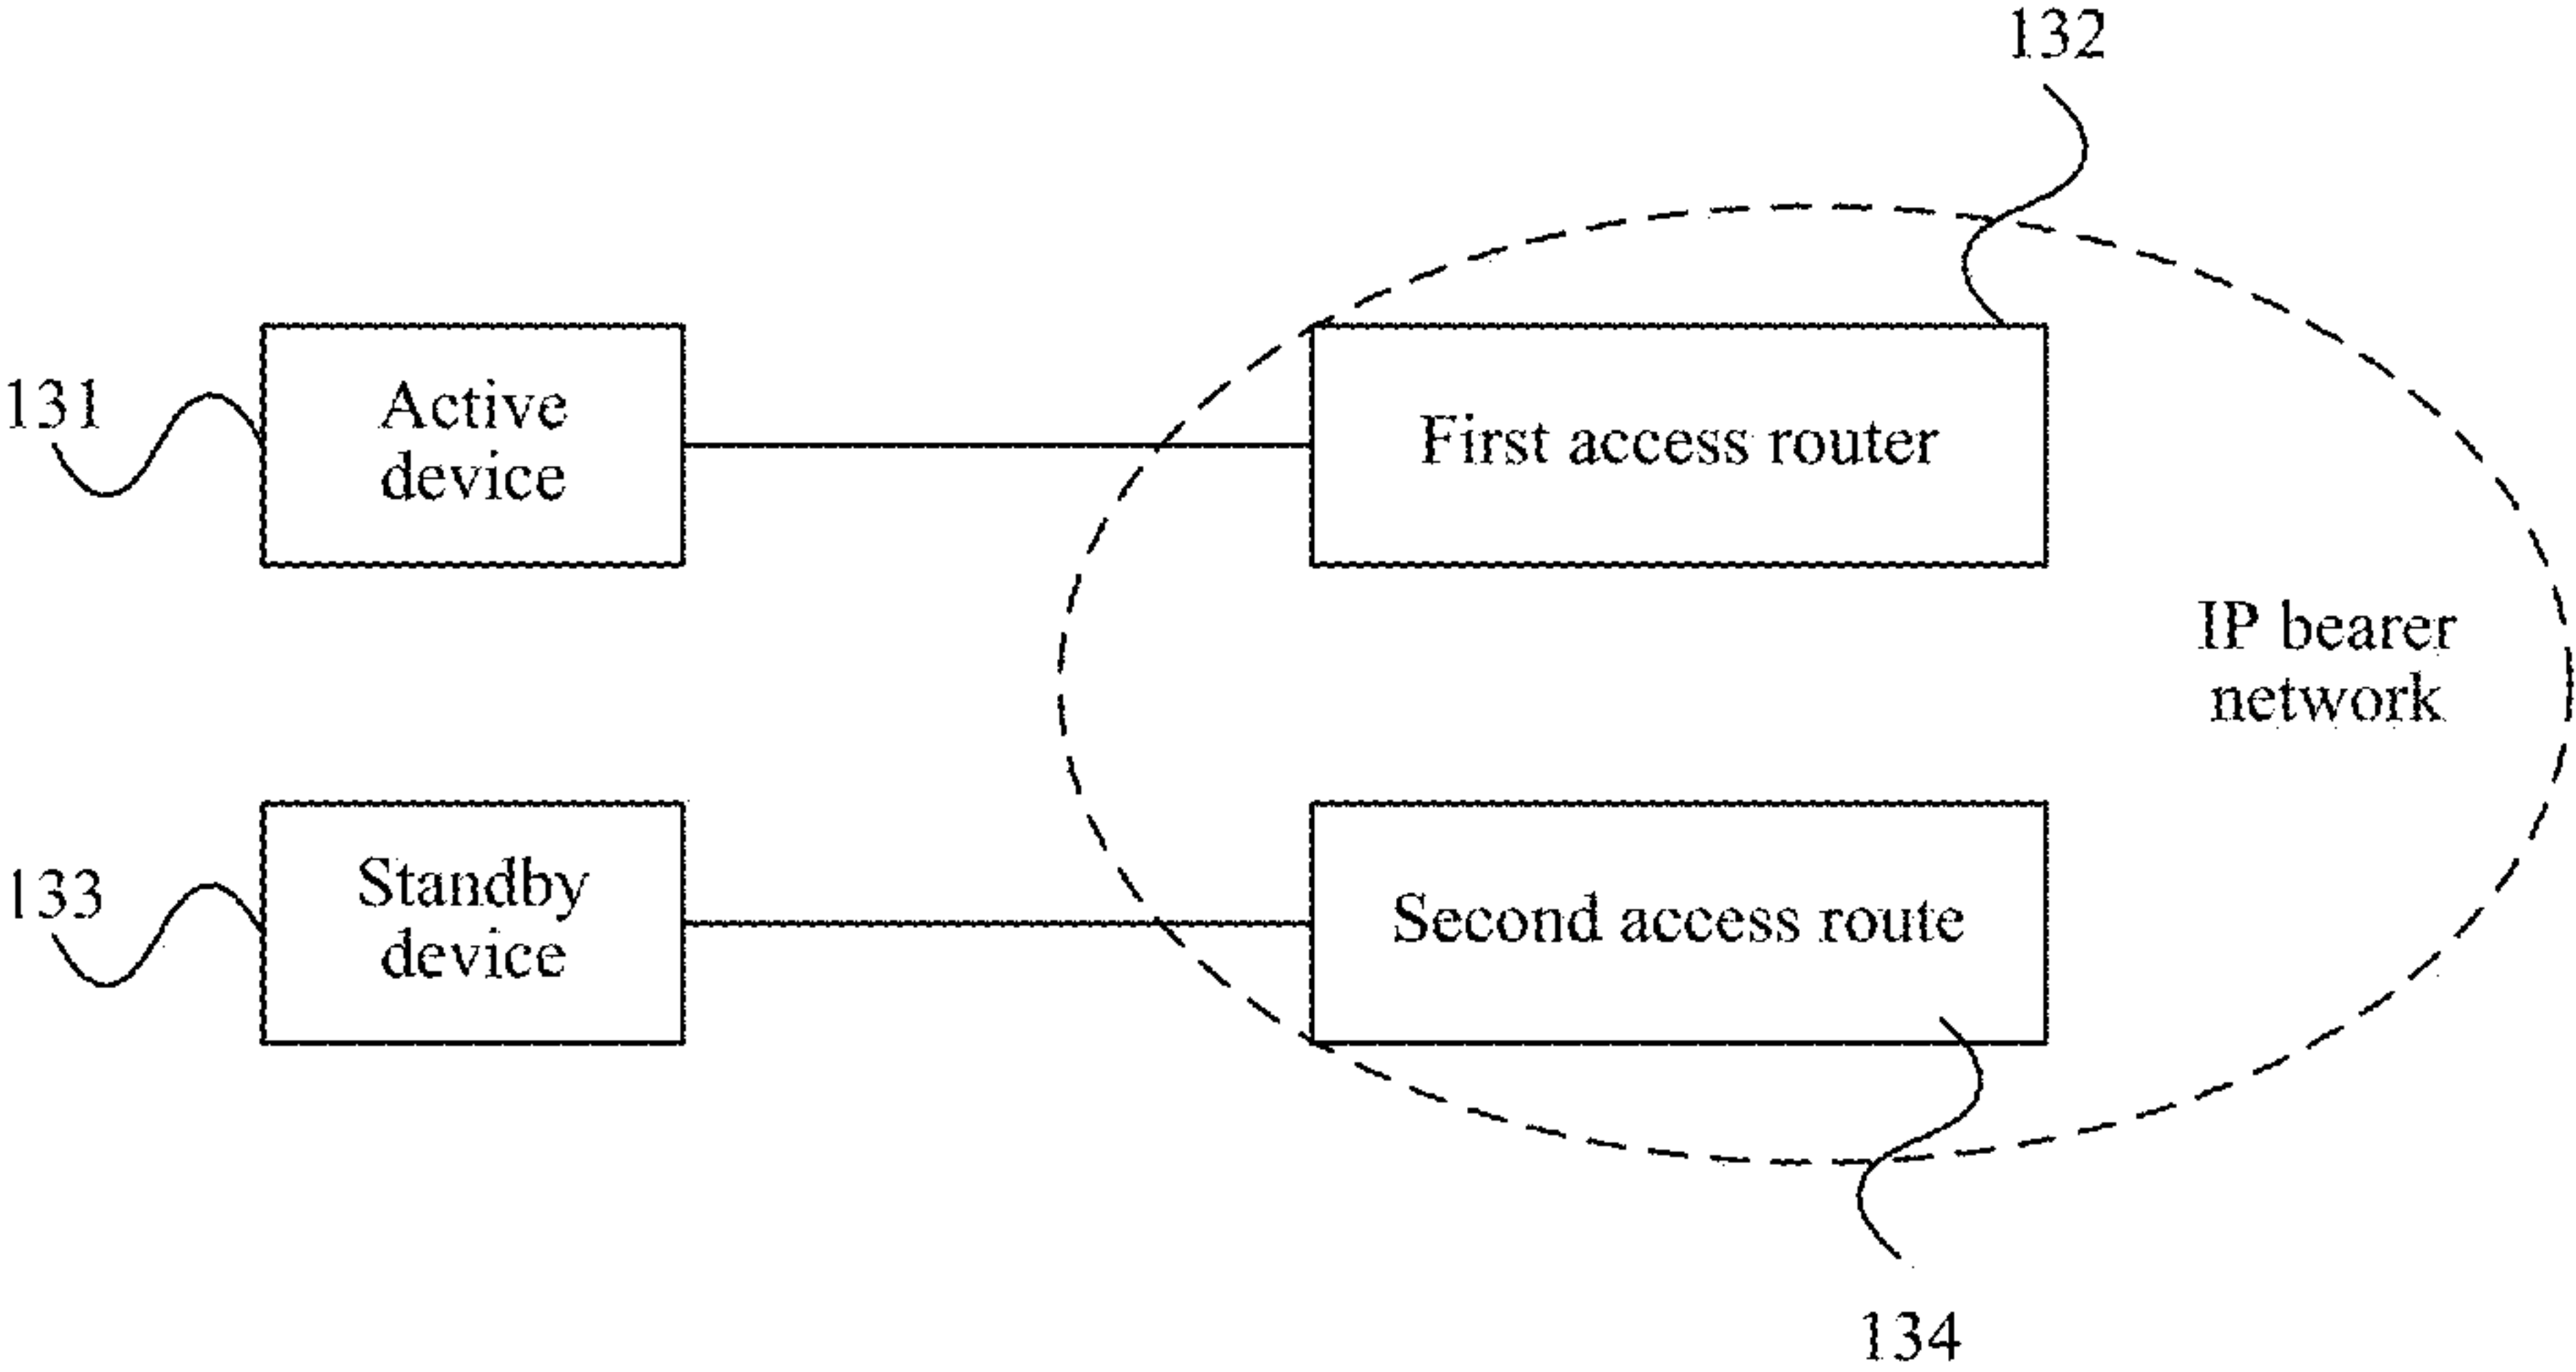 132
131
Active
device
First access router
IP bearer
network
133
Standby
device
Second access route
134